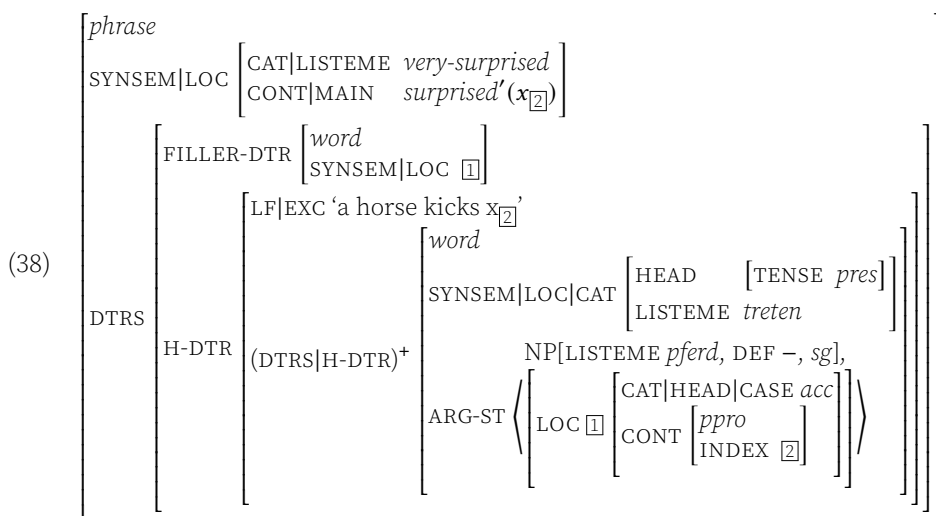 phrase
SYNSEM|LOC
CAT|LISTEME very-surprised
CONT|MAIN surprised′(x[2])
FILLER-DTR
word
SYNSEM|LOC [1]
LF|EXC ‘a horse kicks x[2]’
word
(38)
SYNSEM|LOC|CAT
HEAD [TENSE pres]
LISTEME treten
DTRS
H-DTR
(DTRS|H-DTR)⁺
NP[LISTEME pferd, DEF −, sg],
ARG-ST
LOC [1]
CAT|HEAD|CASE acc
CONT
ppro
INDEX [2]